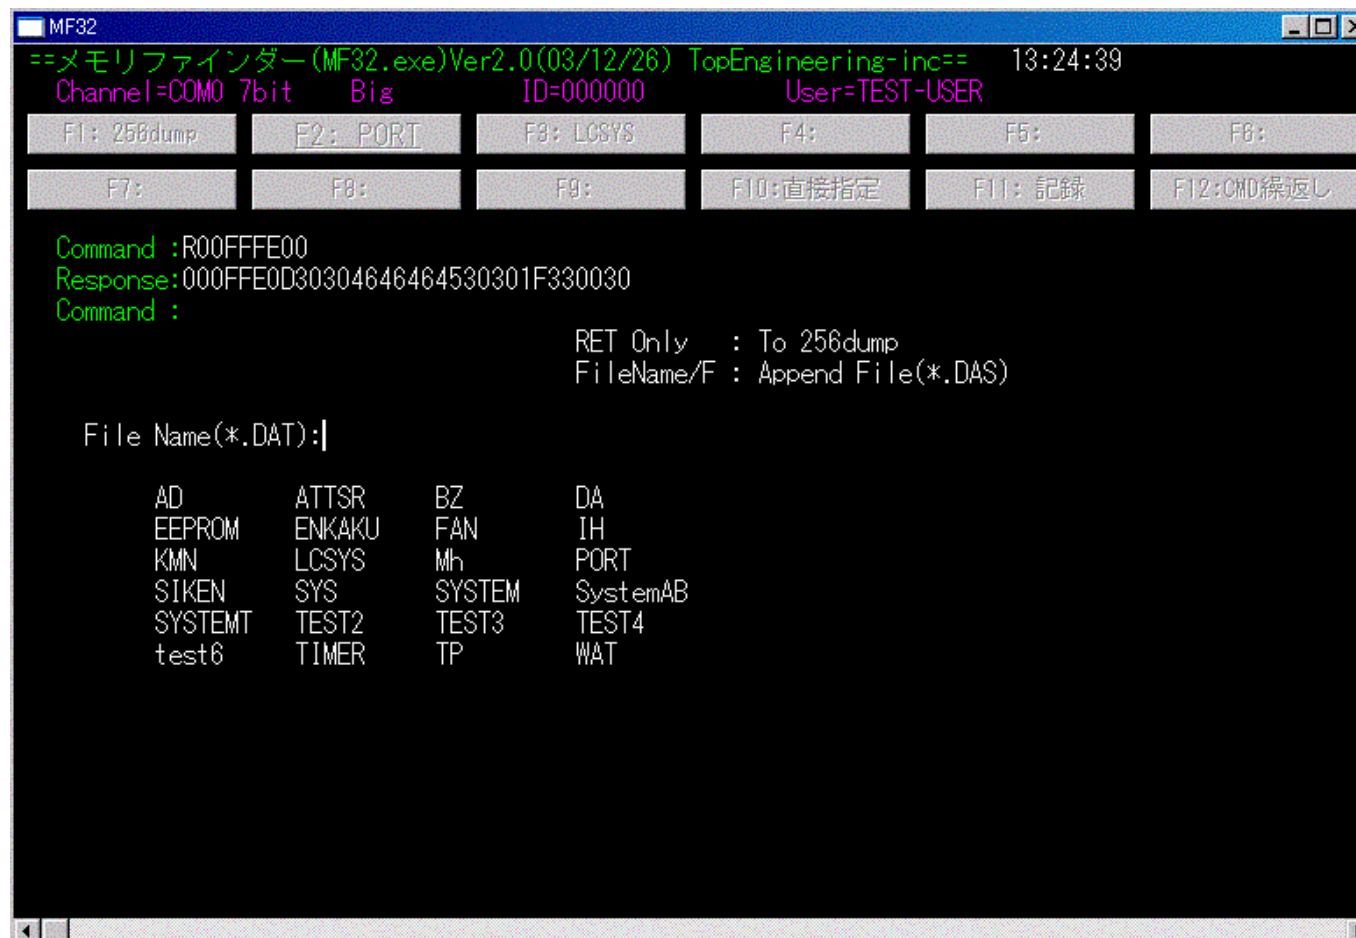 MF32
==メモリファインダー(MF32.exe)Ver2.0(03/12/26) TopEngineering-inc== 13:24:39
Channel=COM0 7bit Big ID=000000 User=TEST-USER
F1: 256dump F2: PORT F3: LCSYS F4: F5: F6:
F7: F8: F9: F10:直接指定 F11: 記録 F12:CMD繰返し
Command :R00FFFE00
Response:000FFE0D30304646464530301F330030
Command :
RET Only : To 256dump
FileName/F : Append File(*.DAS)
File Name(*.DAT):
AD ATTSR BZ DA
EEPROM ENKAKU FAN IH
KMN LCSYS Mh PORT
SIKEN SYS SYSTEM SystemAB
SYSTEMT TEST2 TEST3 TEST4
test6 TIMER TP WAT